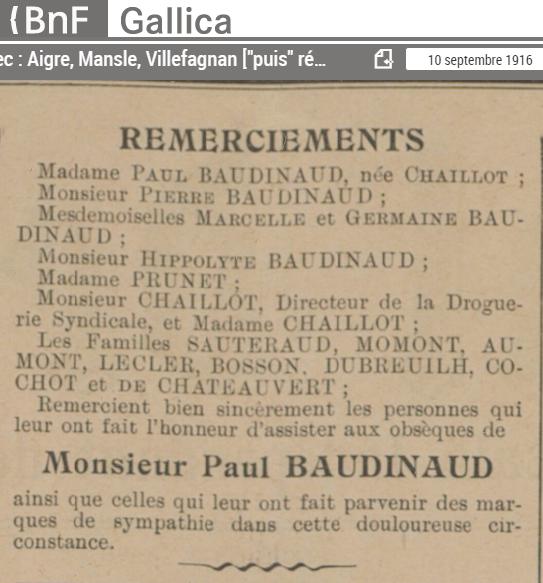 {BnF Gallica
ec : Aigre, Mansle, Villefagnan ["puis" ré...
10 septembre 1916
REMERCIEMENTS
Madame PAUL BAUDINAUD, née CHAILLOT ;
Monsieur PIERRE BAUDINAUD ;
Mesdemoiselles MARCELLE et GERMAINE BAU-
DINAUD ;
Monsieur HIPPOLYTE BAUDINAUD ;
Madame PRUNET ;
Monsieur CHAILLOT, Directeur de la Drogue-
rie Syndicale, et Madame CHAILLOT ;
Les Familles SAUTERAUD, MOMONT, AU-
MONT, LECLER, BOSSON, DUBREUILH, CO-
CHOT et DE CHATEAUVERT ;
Remercient bien sincèrement les personnes qui
leur ont fait l'honneur d'assister aux obsèques de
Monsieur Paul BAUDINAUD
ainsi que celles qui leur ont fait parvenir des mar-
ques de sympathie dans cette douloureuse cir-
constance.